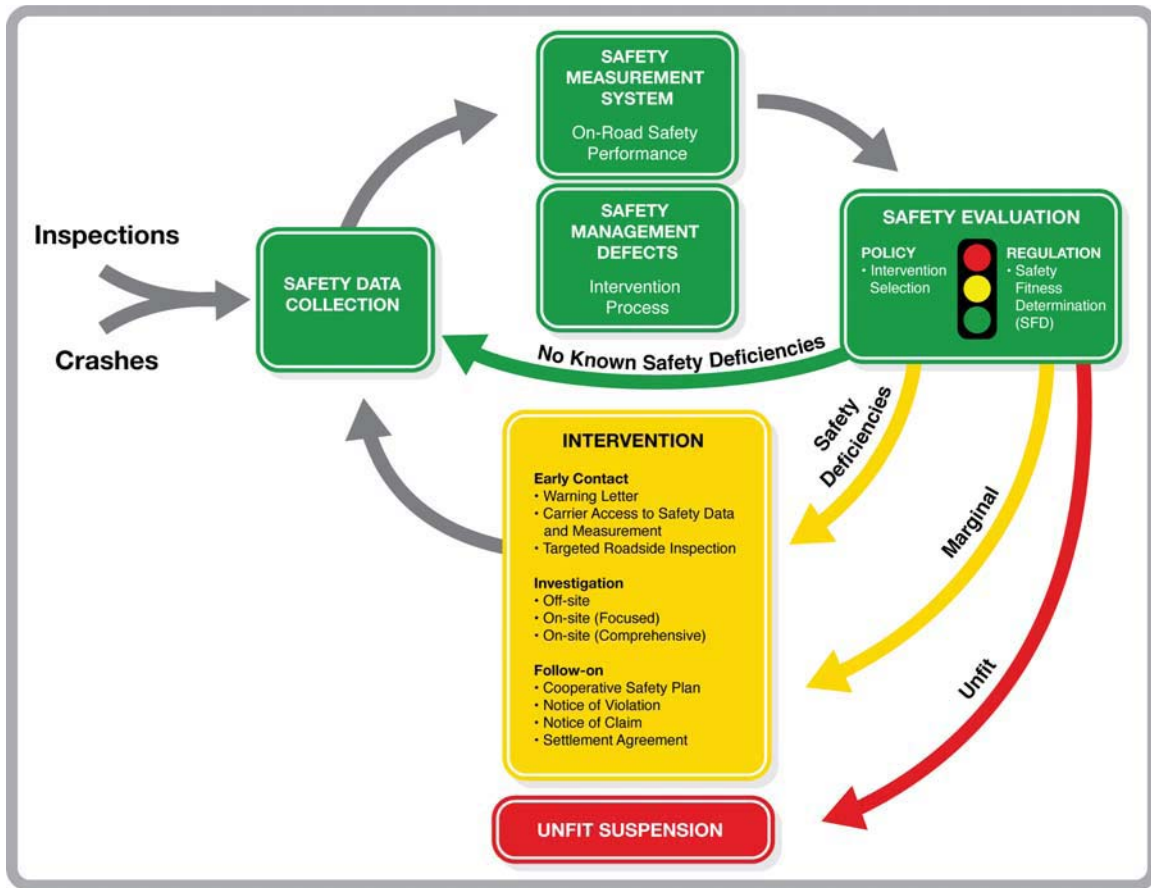 SAFETY
MEASUREMENT
SYSTEM
On-Road Safety
Performance
SAFETY
MANAGEMENT
DEFECTS
Intervention
Process
Inspections
Crashes
SAFETY DATA
COLLECTION
SAFETY EVALUATION
POLICY
• Intervention
Selection
REGULATION
• Safety
Fitness
Determination
(SFD)
No Known Safety Deficiencies
Safety
Deficiencies
Marginal
Unfit
INTERVENTION
Early Contact
• Warning Letter
• Carrier Access to Safety Data
and Measurement
• Targeted Roadside Inspection
Investigation
• Off-site
• On-site (Focused)
• On-site (Comprehensive)
Follow-on
• Cooperative Safety Plan
• Notice of Violation
• Notice of Claim
• Settlement Agreement
UNFIT SUSPENSION